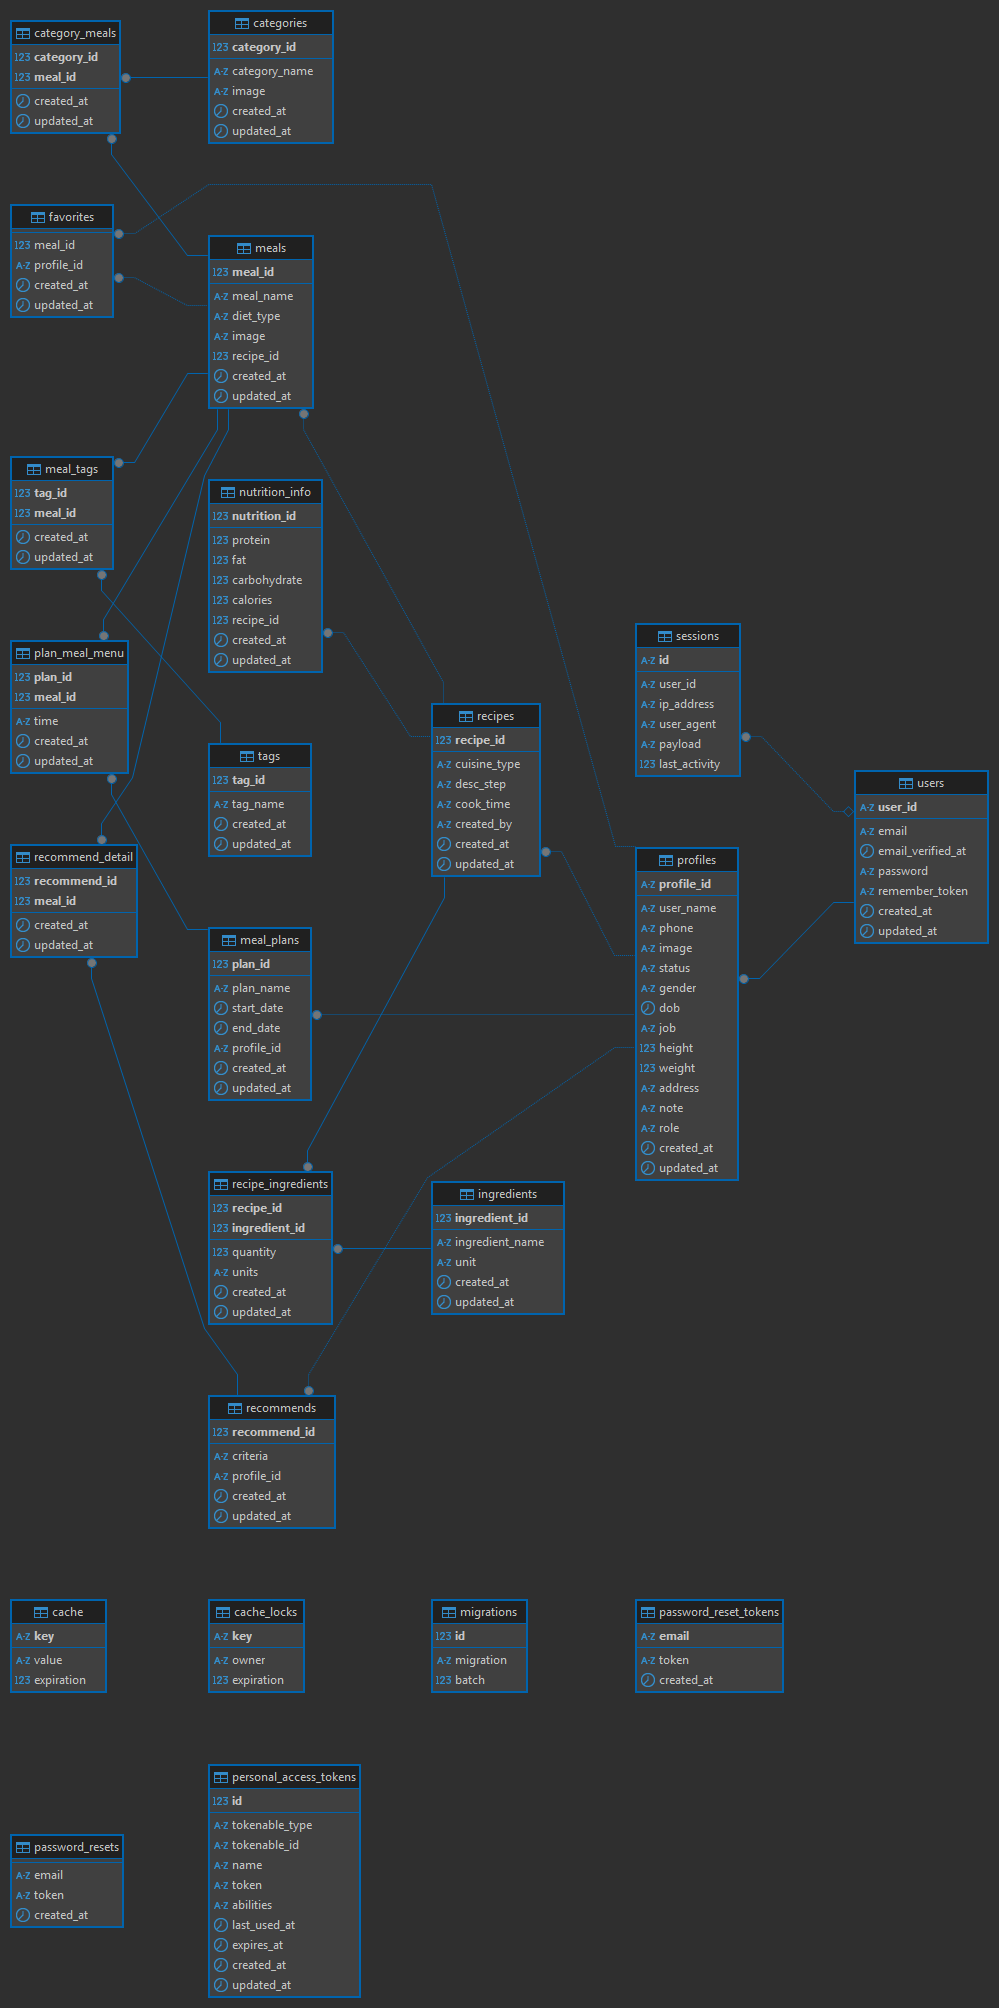 category_meals
123 category_id
123 meal_id
created_at
updated_at
categories
123 category_id
A-Z category_name
A-Z image
created_at
updated_at
favorites
123 meal_id
A-Z profile_id
created_at
updated_at
meals
123 meal_id
A-Z meal_name
A-Z diet_type
A-Z image
123 recipe_id
created_at
updated_at
meal_tags
123 tag_id
123 meal_id
created_at
updated_at
nutrition_info
123 nutrition_id
123 protein
123 fat
123 carbohydrate
123 calories
123 recipe_id
created_at
updated_at
sessions
A-Z id
A-Z user_id
A-Z ip_address
A-Z user_agent
A-Z payload
123 last_activity
plan_meal_menu
123 plan_id
123 meal_id
A-Z time
created_at
updated_at
recipes
123 recipe_id
A-Z cuisine_type
A-Z desc_step
A-Z cook_time
A-Z created_by
created_at
updated_at
tags
123 tag_id
A-Z tag_name
created_at
updated_at
users
A-Z user_id
A-Z email
email_verified_at
A-Z password
A-Z remember_token
created_at
updated_at
recommend_detail
123 recommend_id
123 meal_id
created_at
updated_at
profiles
A-Z profile_id
A-Z user_name
A-Z phone
A-Z image
A-Z status
A-Z gender
dob
A-Z job
123 height
123 weight
A-Z address
A-Z note
A-Z role
created_at
updated_at
meal_plans
123 plan_id
A-Z plan_name
start_date
end_date
A-Z profile_id
created_at
updated_at
recipe_ingredients
123 recipe_id
123 ingredient_id
123 quantity
A-Z units
created_at
updated_at
ingredients
123 ingredient_id
A-Z ingredient_name
A-Z unit
created_at
updated_at
recommends
123 recommend_id
A-Z criteria
A-Z profile_id
created_at
updated_at
cache
A-Z key
A-Z value
123 expiration
cache_locks
A-Z key
A-Z owner
123 expiration
migrations
123 id
A-Z migration
123 batch
password_reset_tokens
A-Z email
A-Z token
created_at
password_resets
A-Z email
A-Z token
created_at
personal_access_tokens
123 id
A-Z tokenable_type
A-Z tokenable_id
A-Z name
A-Z token
A-Z abilities
last_used_at
expires_at
created_at
updated_at